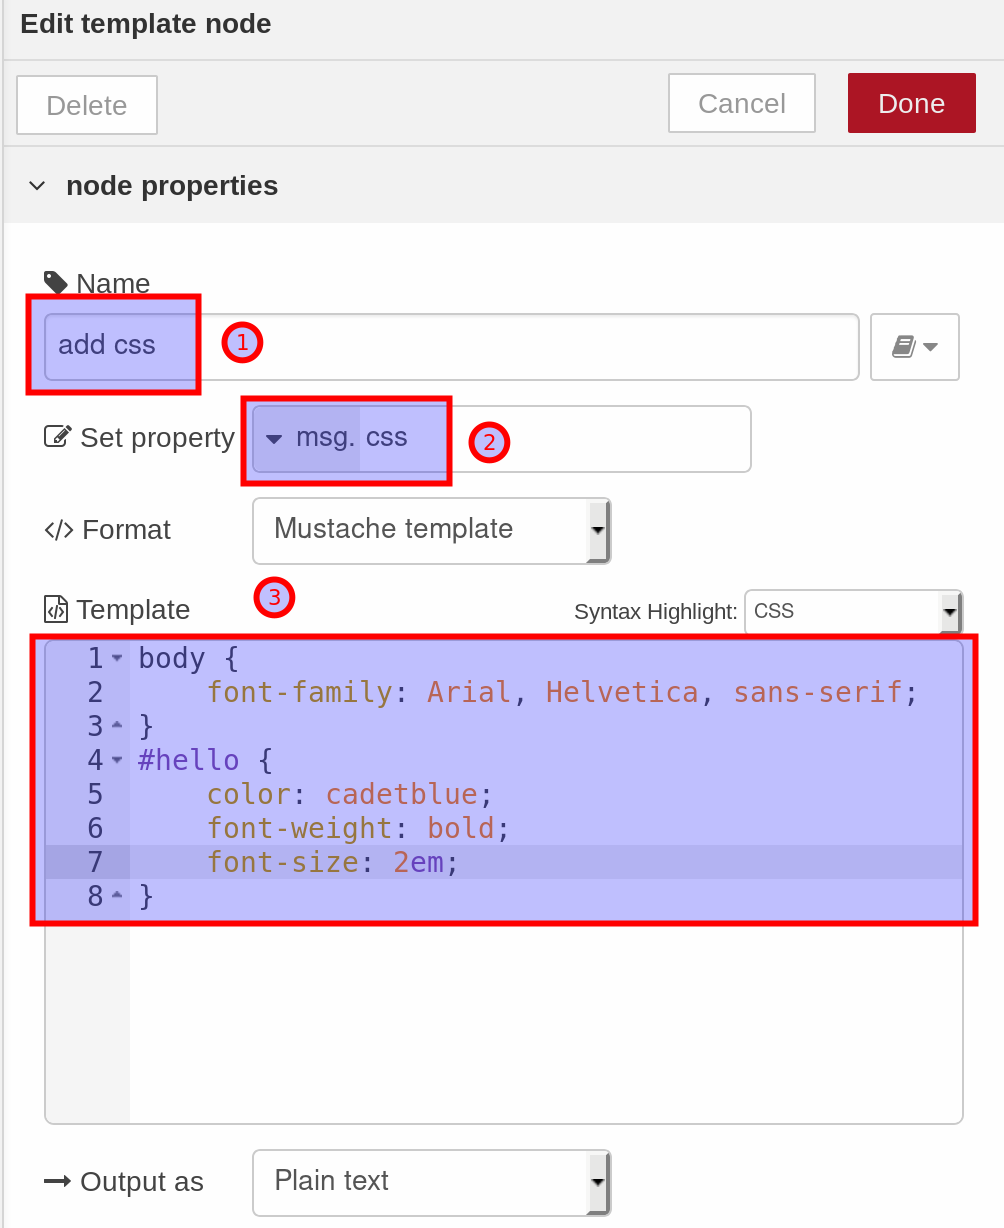 Edit template node
Delete Cancel Done
node properties
Name
add css 1
Set property msg. css 2
</> Format Mustache template
Template 3 Syntax Highlight: CSS
1 body {
2     font-family: Arial, Helvetica, sans-serif;
3 }
4 #hello {
5     color: cadetblue;
6     font-weight: bold;
7     font-size: 2em;
8 }
Output as Plain text